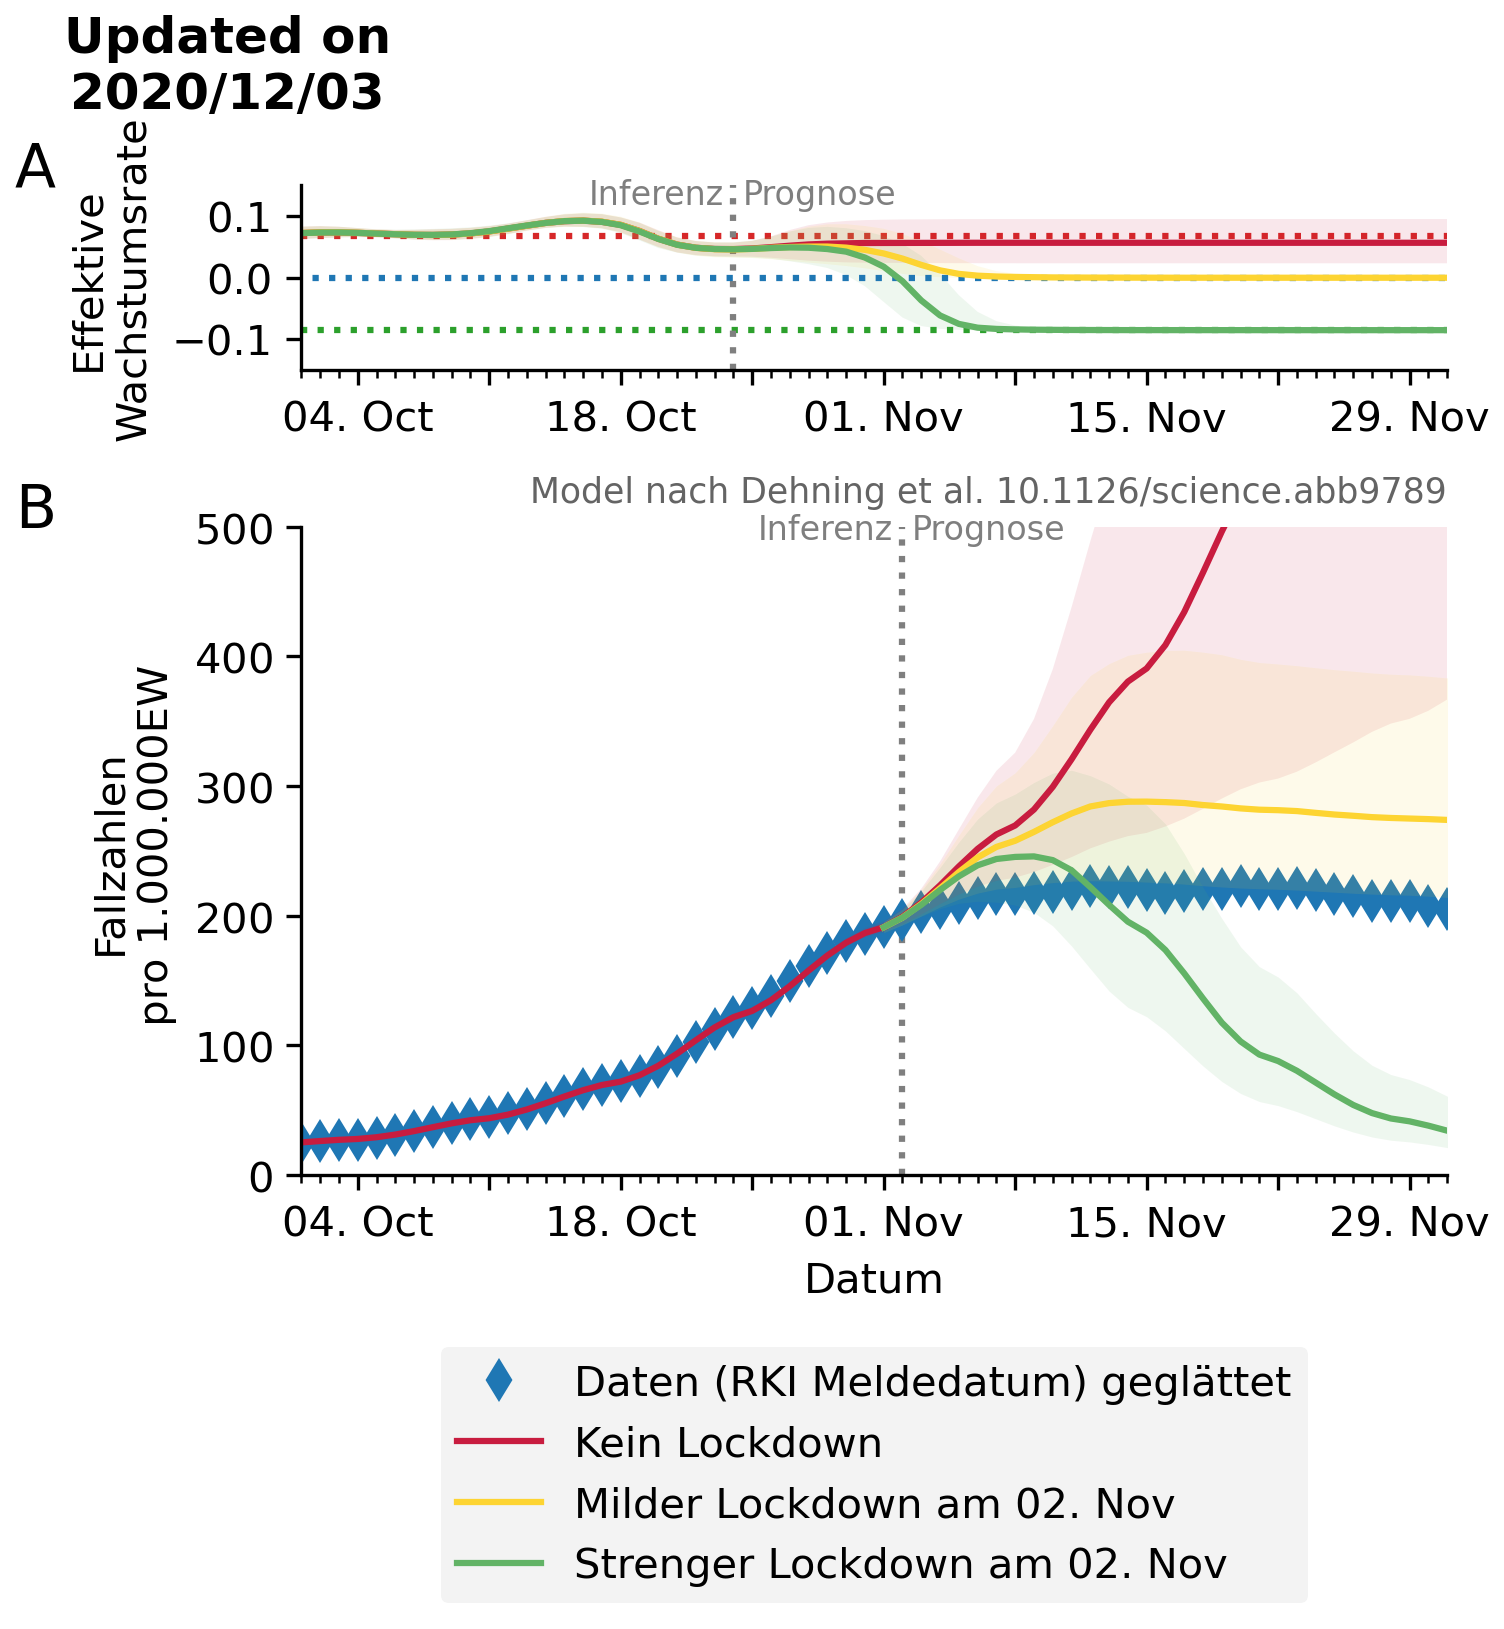 Updated on
2020/12/03
A
Effektive
Wachstumsrate
Inferenz
Prognose
0.1
0.0
−0.1
04. Oct
18. Oct
01. Nov
15. Nov
29. Nov
B
Model nach Dehning et al. 10.1126/science.abb9789
Inferenz
Prognose
Fallzahlen
pro 1.000.000EW
500
400
300
200
100
0
04. Oct
18. Oct
01. Nov
15. Nov
29. Nov
Datum
Daten (RKI Meldedatum) geglättet
Kein Lockdown
Milder Lockdown am 02. Nov
Strenger Lockdown am 02. Nov